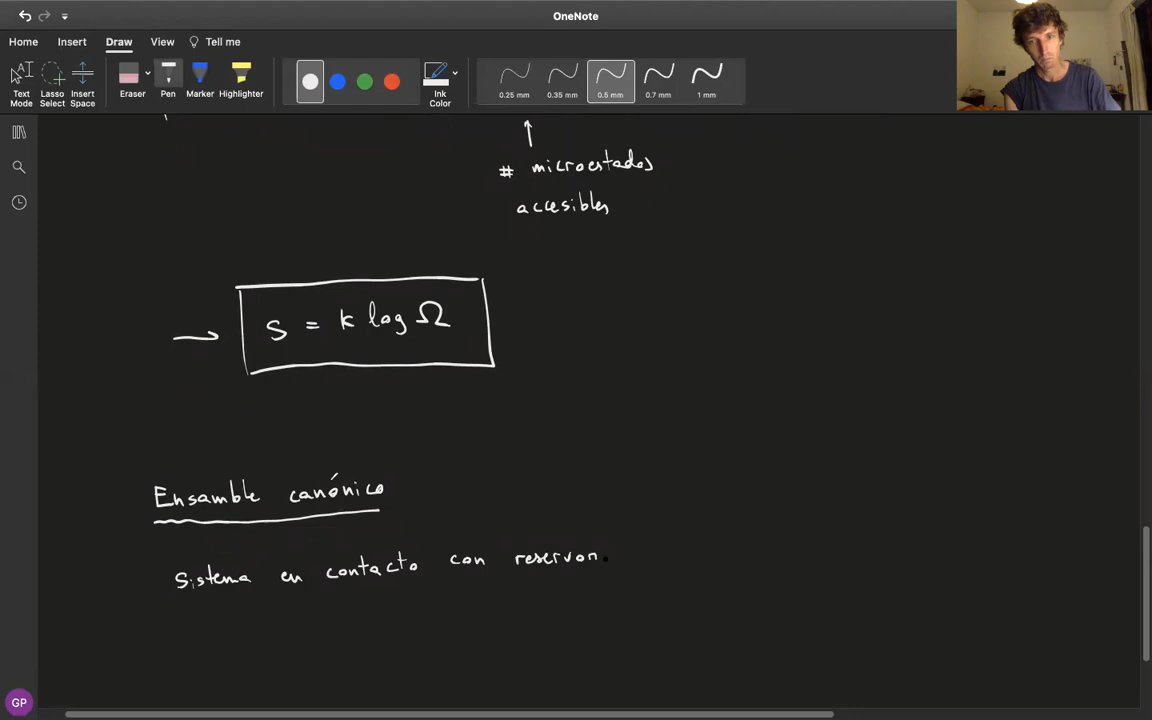 OneNote
Home Insert Draw View Tell me
Text Mode Lasso Select Insert Space Eraser Pen Marker Highlighter Ink Color 0.25 mm 0.35 mm 0.5 mm 0.7 mm 1 mm
# microestados
accesibles
→ S = k log Ω
Ensamble canónico
Sistema en contacto con reservor
GP